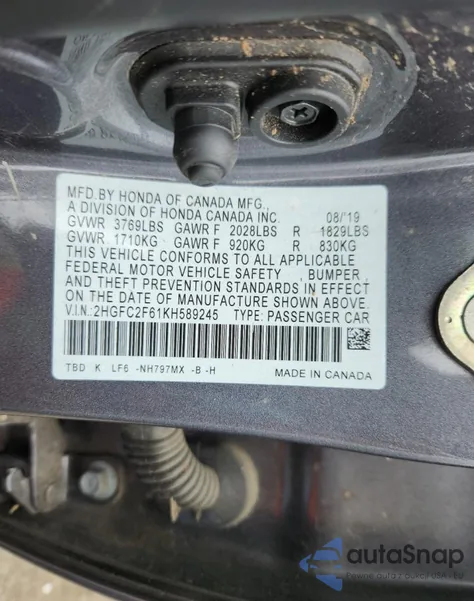 MFD.BY HONDA OF CANADA MFG.,
A DIVISION OF HONDA CANADA INC. 08/'19
GVWR 3769LBS GAWR F 2028LBS R 1829LBS
GVWR 1710KG GAWR F 920KG R 830KG
THIS VEHICLE CONFORMS TO ALL APPLICABLE
FEDERAL MOTOR VEHICLE SAFETY , BUMPER ,
AND THEFT PREVENTION STANDARDS IN EFFECT
ON THE DATE OF MANUFACTURE SHOWN ABOVE.
V.I.N.:2HGFC2F61KH589245 TYPE: PASSENGER CAR
TBD K LF6 -NH797MX -B -H MADE IN CANADA
autoSnap